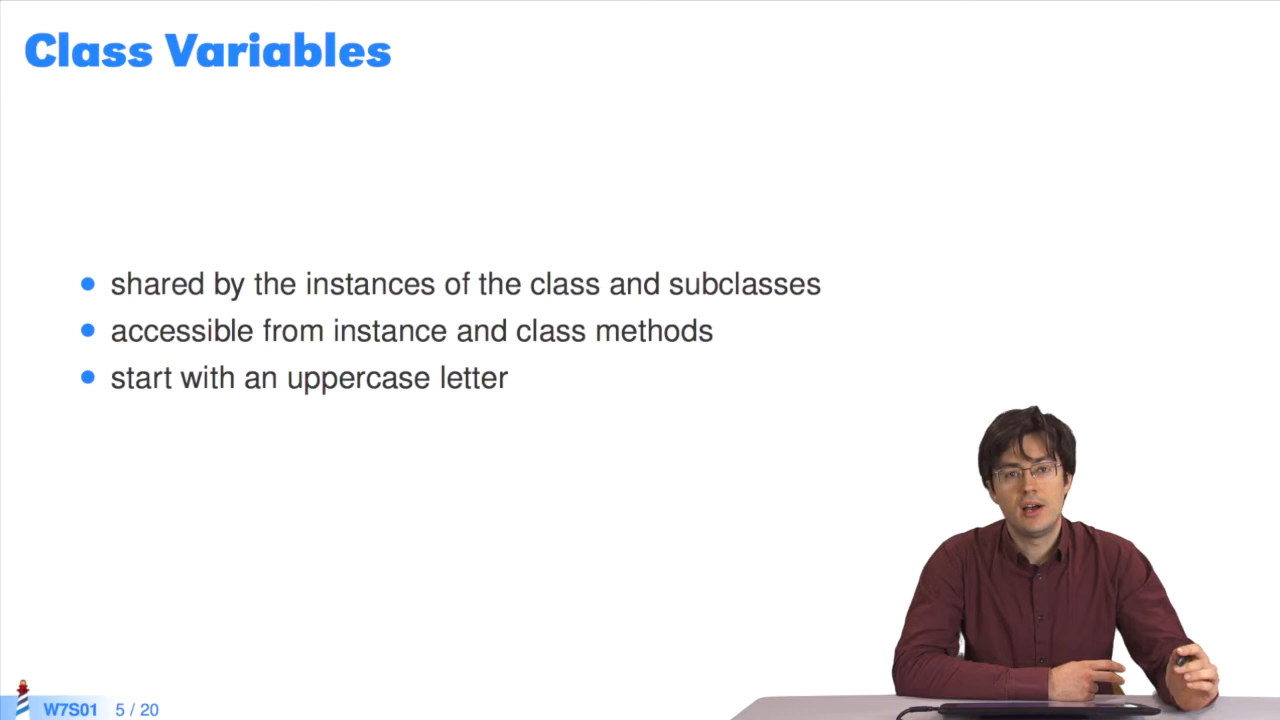 Class Variables
shared by the instances of the class and subclasses
accessible from instance and class methods
start with an uppercase letter
W7S01 5 / 20